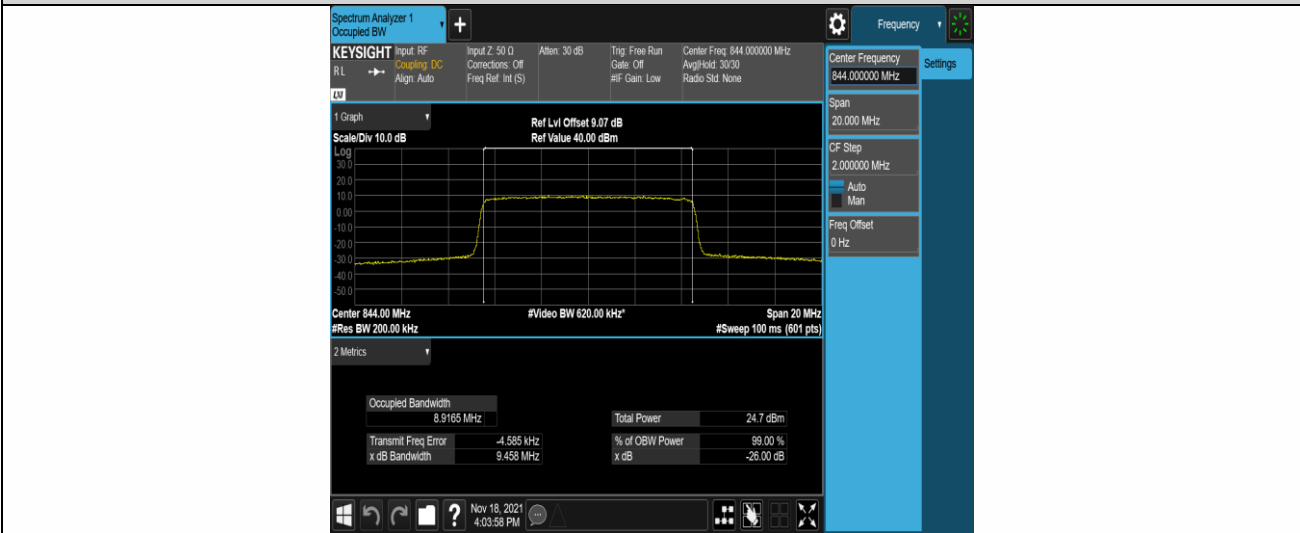 Spectrum Analyzer 1
Occupied BW
+
Frequency
KEYSIGHT
RL
Input: RF
Coupling: DC
Align: Auto
Input Z: 50 Ω
Corrections: Off
Freq Ref: Int (S)
Atten: 30 dB
Trig: Free Run
Gate: Off
#IF Gain: Low
Center Freq: 844.000000 MHz
Avg|Hold: 30/30
Radio Std: None
Center Frequency
844.000000 MHz
Settings
Span
20.000 MHz
CF Step
2.000000 MHz
Auto
Man
Freq Offset
0 Hz
1 Graph
Scale/Div 10.0 dB
Ref Lvl Offset 9.07 dB
Ref Value 40.00 dBm
Log
30.0
20.0
10.0
0.00
-10.0
-20.0
-30.0
-40.0
-50.0
Center 844.00 MHz
#Video BW 620.00 kHz*
Span 20 MHz
#Res BW 200.00 kHz
#Sweep 100 ms (601 pts)
2 Metrics
Occupied Bandwidth
8.9165 MHz
Total Power 24.7 dBm
Transmit Freq Error -4.585 kHz
% of OBW Power 99.00 %
x dB Bandwidth 9.458 MHz
x dB -26.00 dB
?
Nov 18, 2021
4:03:58 PM